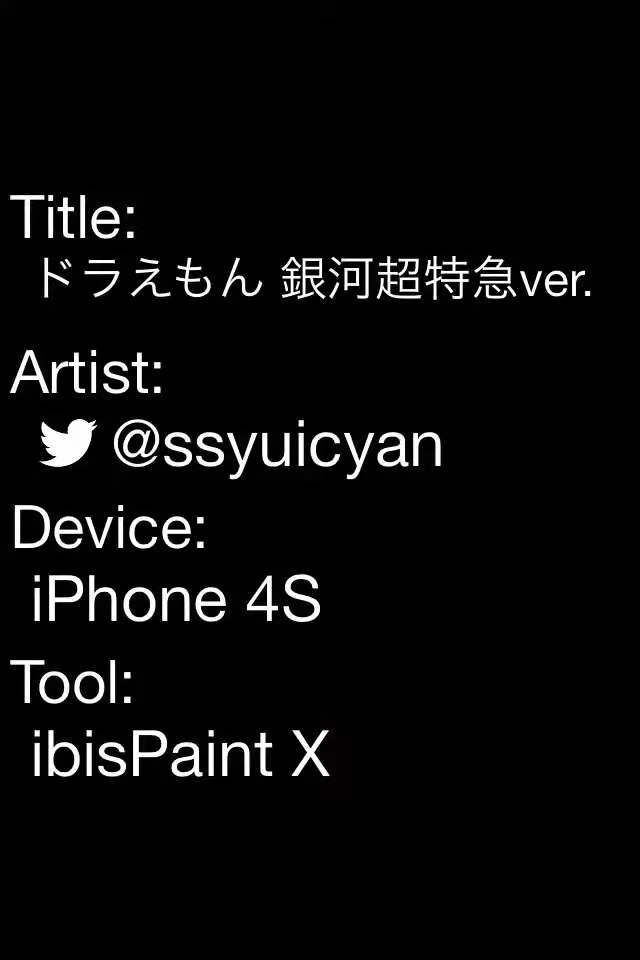 Title:
ドラえもん 銀河超特急ver.
Artist:
@ssyuicyan
Device:
iPhone 4S
Tool:
ibisPaint X